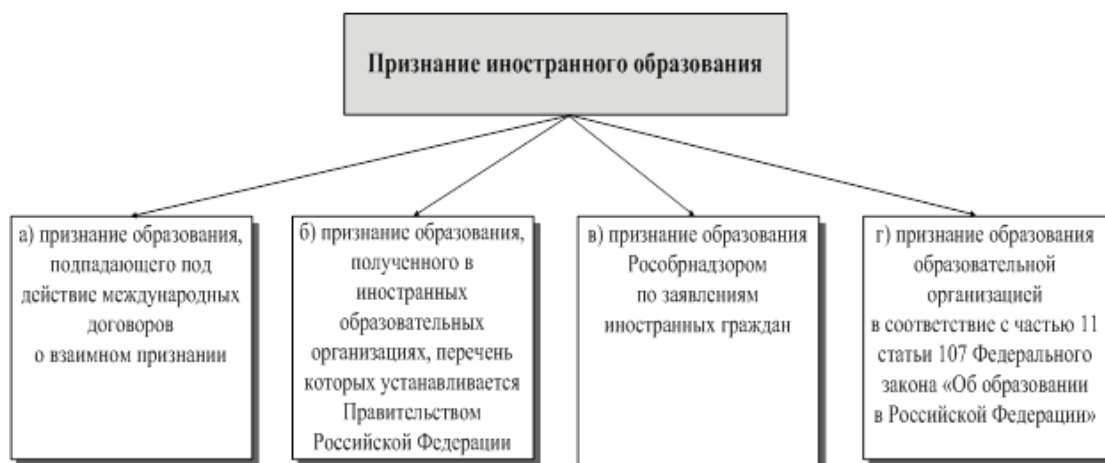 Признание иностранного образования
а) признание образования,
подпадающего под
действие международных
договоров
о взаимном признании
б) признание образования,
полученного в
иностранных
образовательных
организациях, перечень
которых устанавливается
Правительством
Российской Федерации
в) признание образования
Рособрнадзором
по заявлениям
иностранных граждан
г) признание образования
образовательной
организацией
в соответствие с частью 11
статьи 107 Федерального
закона «Об образовании
в Российской Федерации»